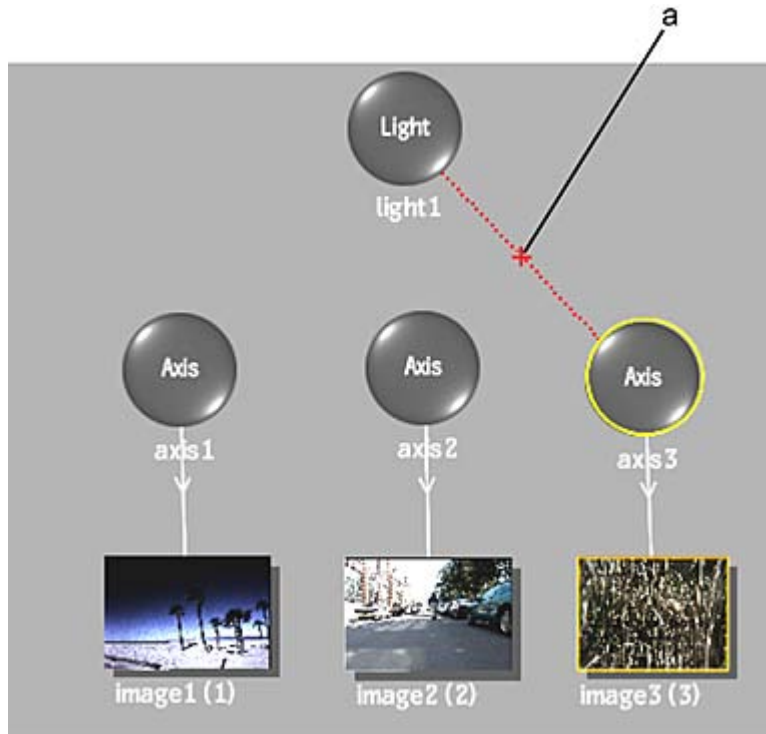 a
Light
light1
Axis
Axis
Axis
axis1
axis2
axis3
image1 (1)
image2 (2)
image3 (3)